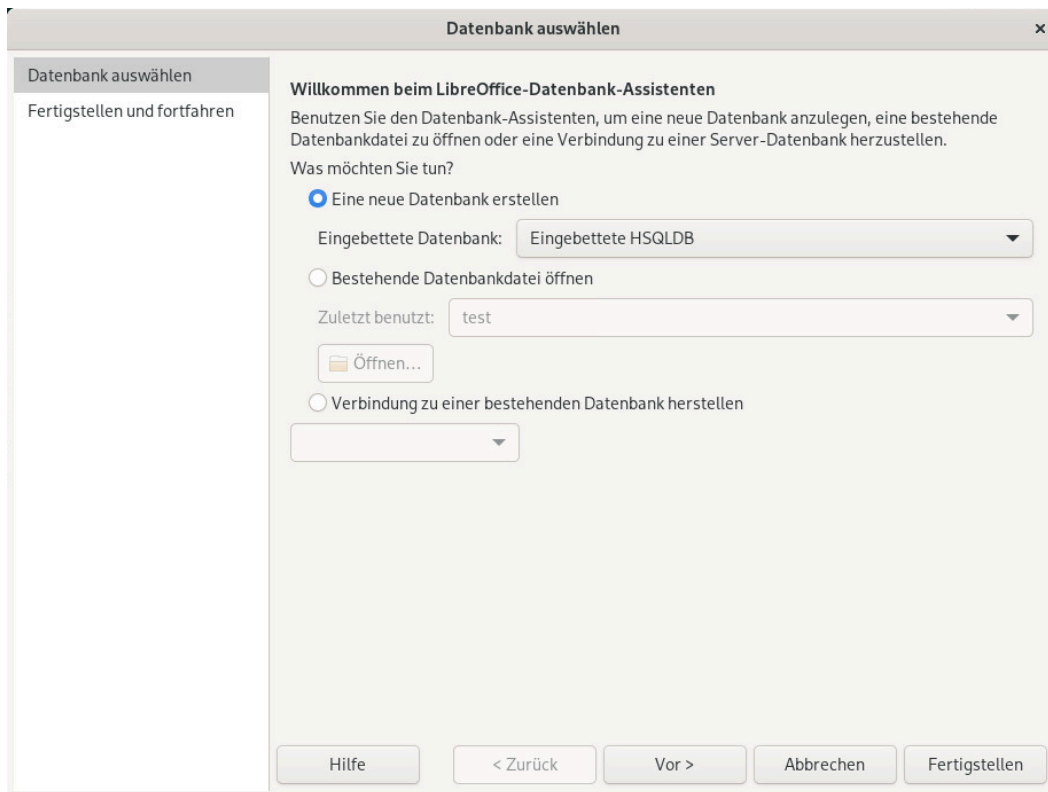 Datenbank auswählen
Datenbank auswählen
Fertigstellen und fortfahren
Willkommen beim LibreOffice-Datenbank-Assistenten
Benutzen Sie den Datenbank-Assistenten, um eine neue Datenbank anzulegen, eine bestehende
Datenbankdatei zu öffnen oder eine Verbindung zu einer Server-Datenbank herzustellen.
Was möchten Sie tun?
Eine neue Datenbank erstellen
Eingebettete Datenbank: Eingebettete HSQLDB
Bestehende Datenbankdatei öffnen
Zuletzt benutzt: test
Öffnen...
Verbindung zu einer bestehenden Datenbank herstellen
Hilfe < Zurück Vor > Abbrechen Fertigstellen